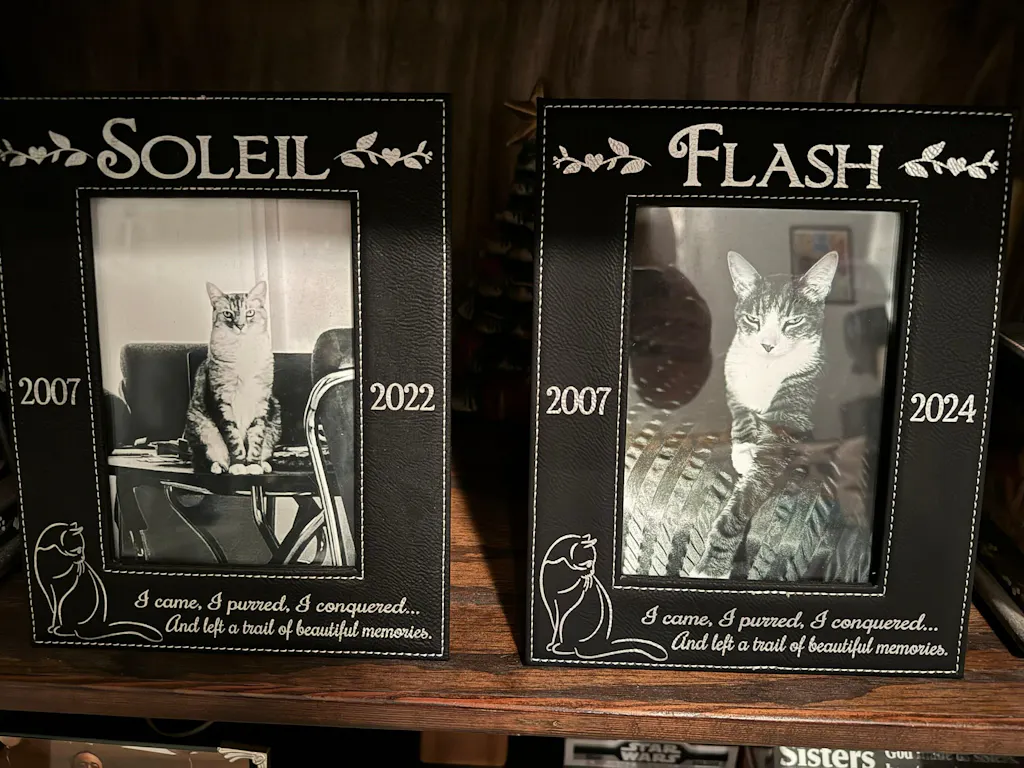 SOLEIL
2007
2022
I came, I purred, I conquered...
And left a trail of beautiful memories.
FLASH
2007
2024
I came, I purred, I conquered...
And left a trail of beautiful memories.
STAR
WARS
Sisters